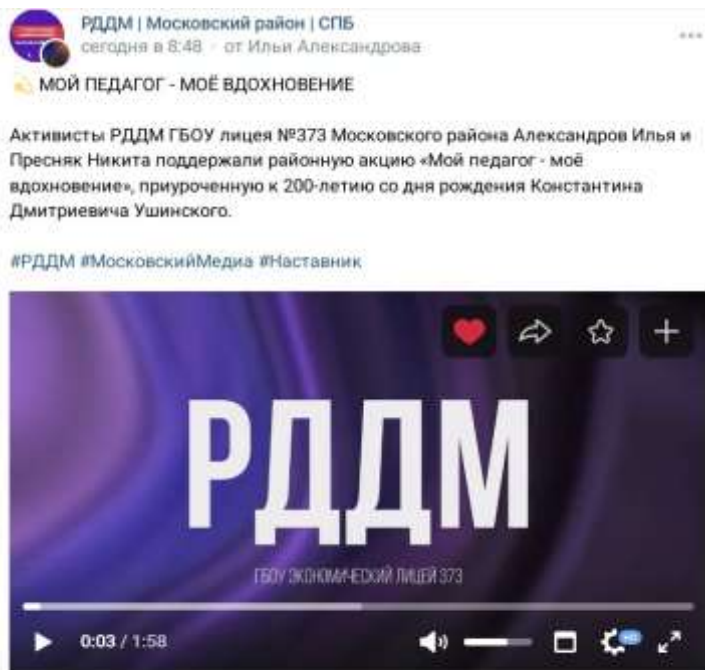 РДДМ | Московский район | СПБ
сегодня в 8:48 · от Ильи Александрова
МОЙ ПЕДАГОГ - МОЁ ВДОХНОВЕНИЕ
Активисты РДДМ ГБОУ лицея №373 Московского района Александров Илья и
Пресняк Никита поддержали районную акцию «Мой педагог - моё
вдохновение», приуроченную к 200-летию со дня рождения Константина
Дмитриевича Ушинского.
#РДДМ #МосковскийМедиа #Наставник
РДДМ
ГБОУ ЭКОНОМИЧЕСКИЙ ЛИЦЕЙ 373
0:03 / 1:58
HD